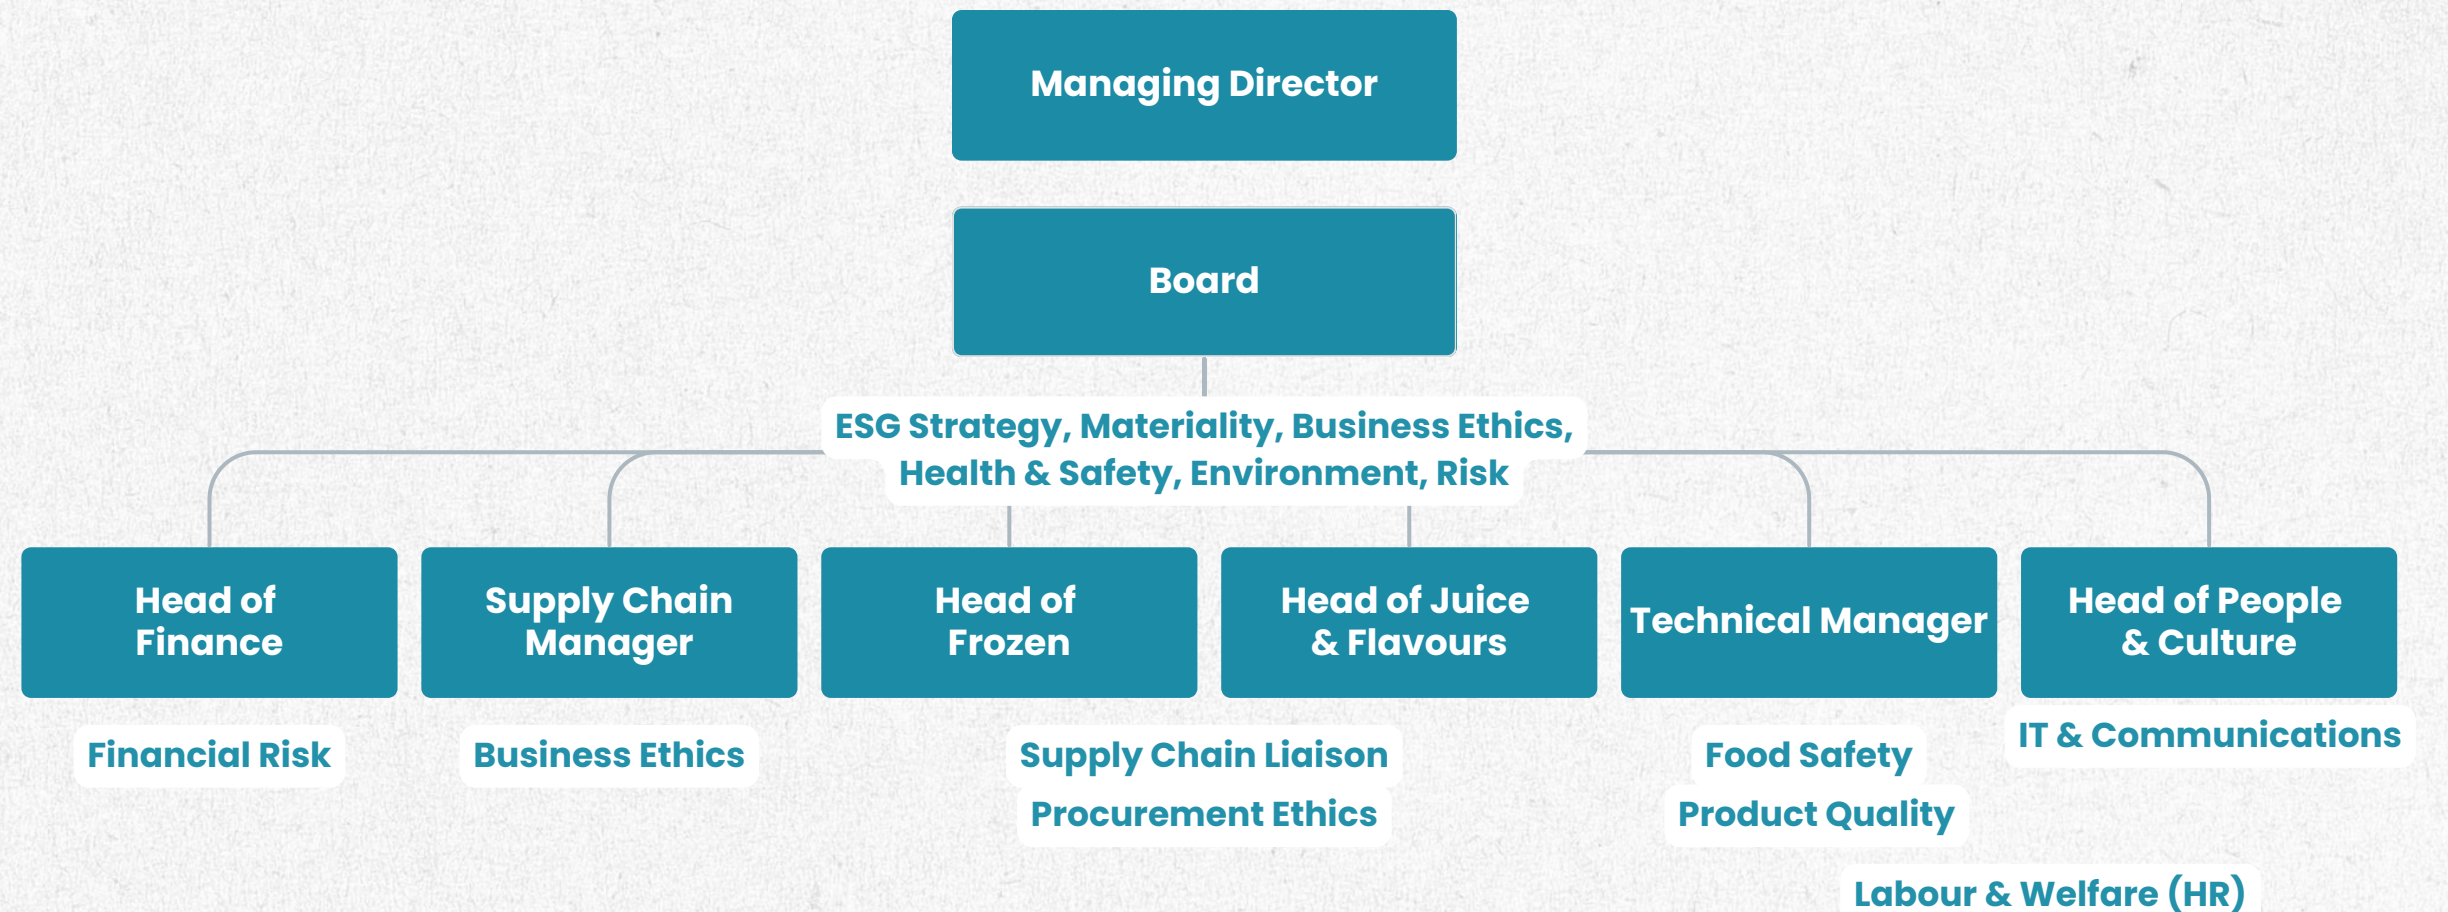 Managing Director
Board
ESG Strategy, Materiality, Business Ethics,
Health & Safety, Environment, Risk
Head of
Finance
Supply Chain
Manager
Head of
Frozen
Head of Juice
& Flavours
Technical Manager
Head of People
& Culture
Financial Risk
Business Ethics
Supply Chain Liaison
Procurement Ethics
Food Safety
Product Quality
IT & Communications
Labour & Welfare (HR)